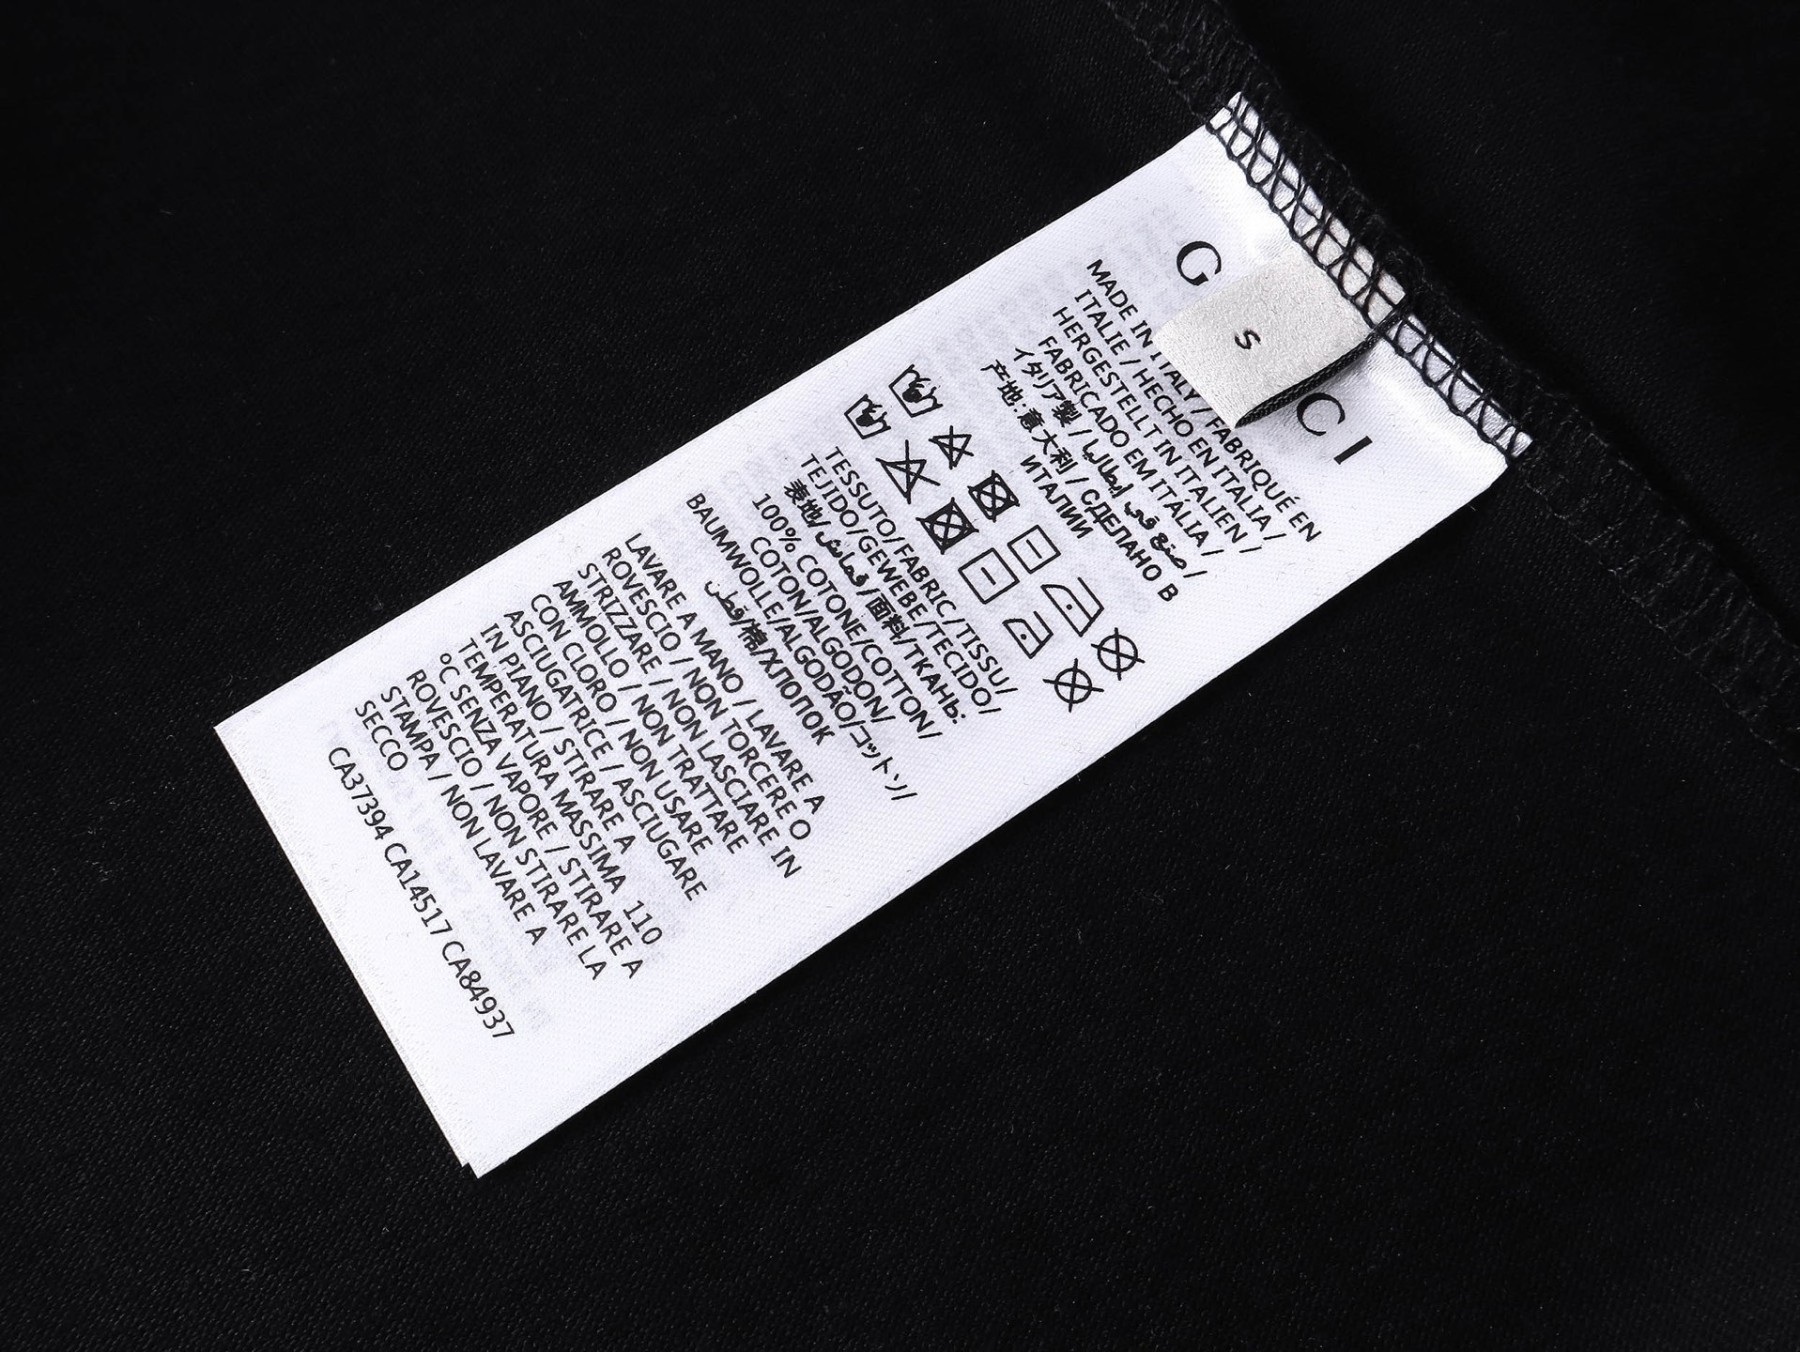 G CI
S
MADE IN ITALY / FABRIQUÉ EN
ITALIE / HECHO EN ITALIA /
HERGESTELLT IN ITALIEN /
FABRICADO EM ITÁLIA /
イタリア製 / صنع في إيطاليا /
产地: 意大利 / СДЕЛАНО В
ИТАЛИИ
TESSUTO/FABRIC/TISSU/
TEJIDO/GEWEBE/TECIDO/
表地/قماش/面料/ТКАНЬ:
100% COTONE/COTTON/
COTON/ALGODON/
BAUMWOLLE/ALGODÃO/コットン/
قطن/棉/ХЛОПОК
LAVARE A MANO / LAVARE A
ROVESCIO / NON TORCERE O
STRIZZARE / NON LASCIARE IN
AMMOLLO / NON TRATTARE
CON CLORO / NON USARE
ASCIUGATRICE / ASCIUGARE
IN PIANO / STIRARE A
TEMPERATURA MASSIMA 110
°C SENZA VAPORE / STIRARE A
ROVESCIO / NON STIRARE LA
STAMPA / NON LAVARE A
SECCO
CA37394 CA14517 CA84937